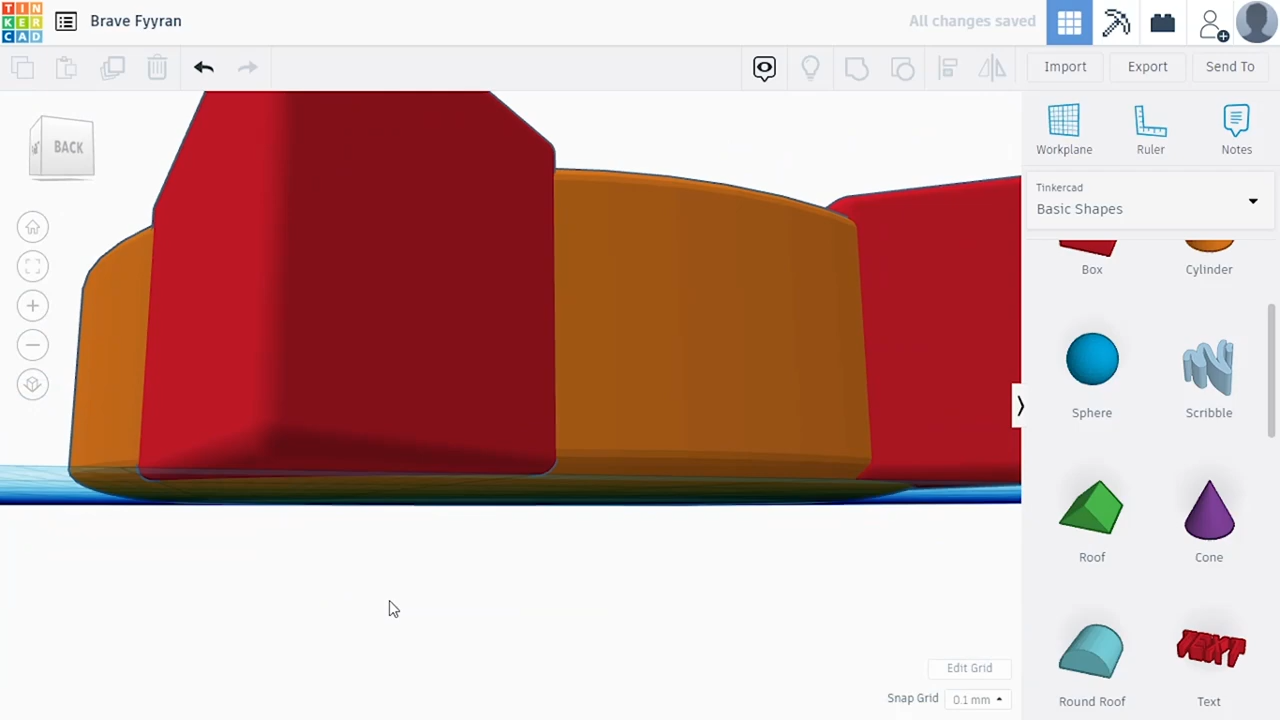 TIN
KER
CAD
Brave Fyyran
All changes saved
Import
Export
Send To
BACK
Workplane
Ruler
Notes
Tinkercad
Basic Shapes
Box
Cylinder
Sphere
Scribble
Roof
Cone
Round Roof
Text
TEXT
Edit Grid
Snap Grid
0.1 mm